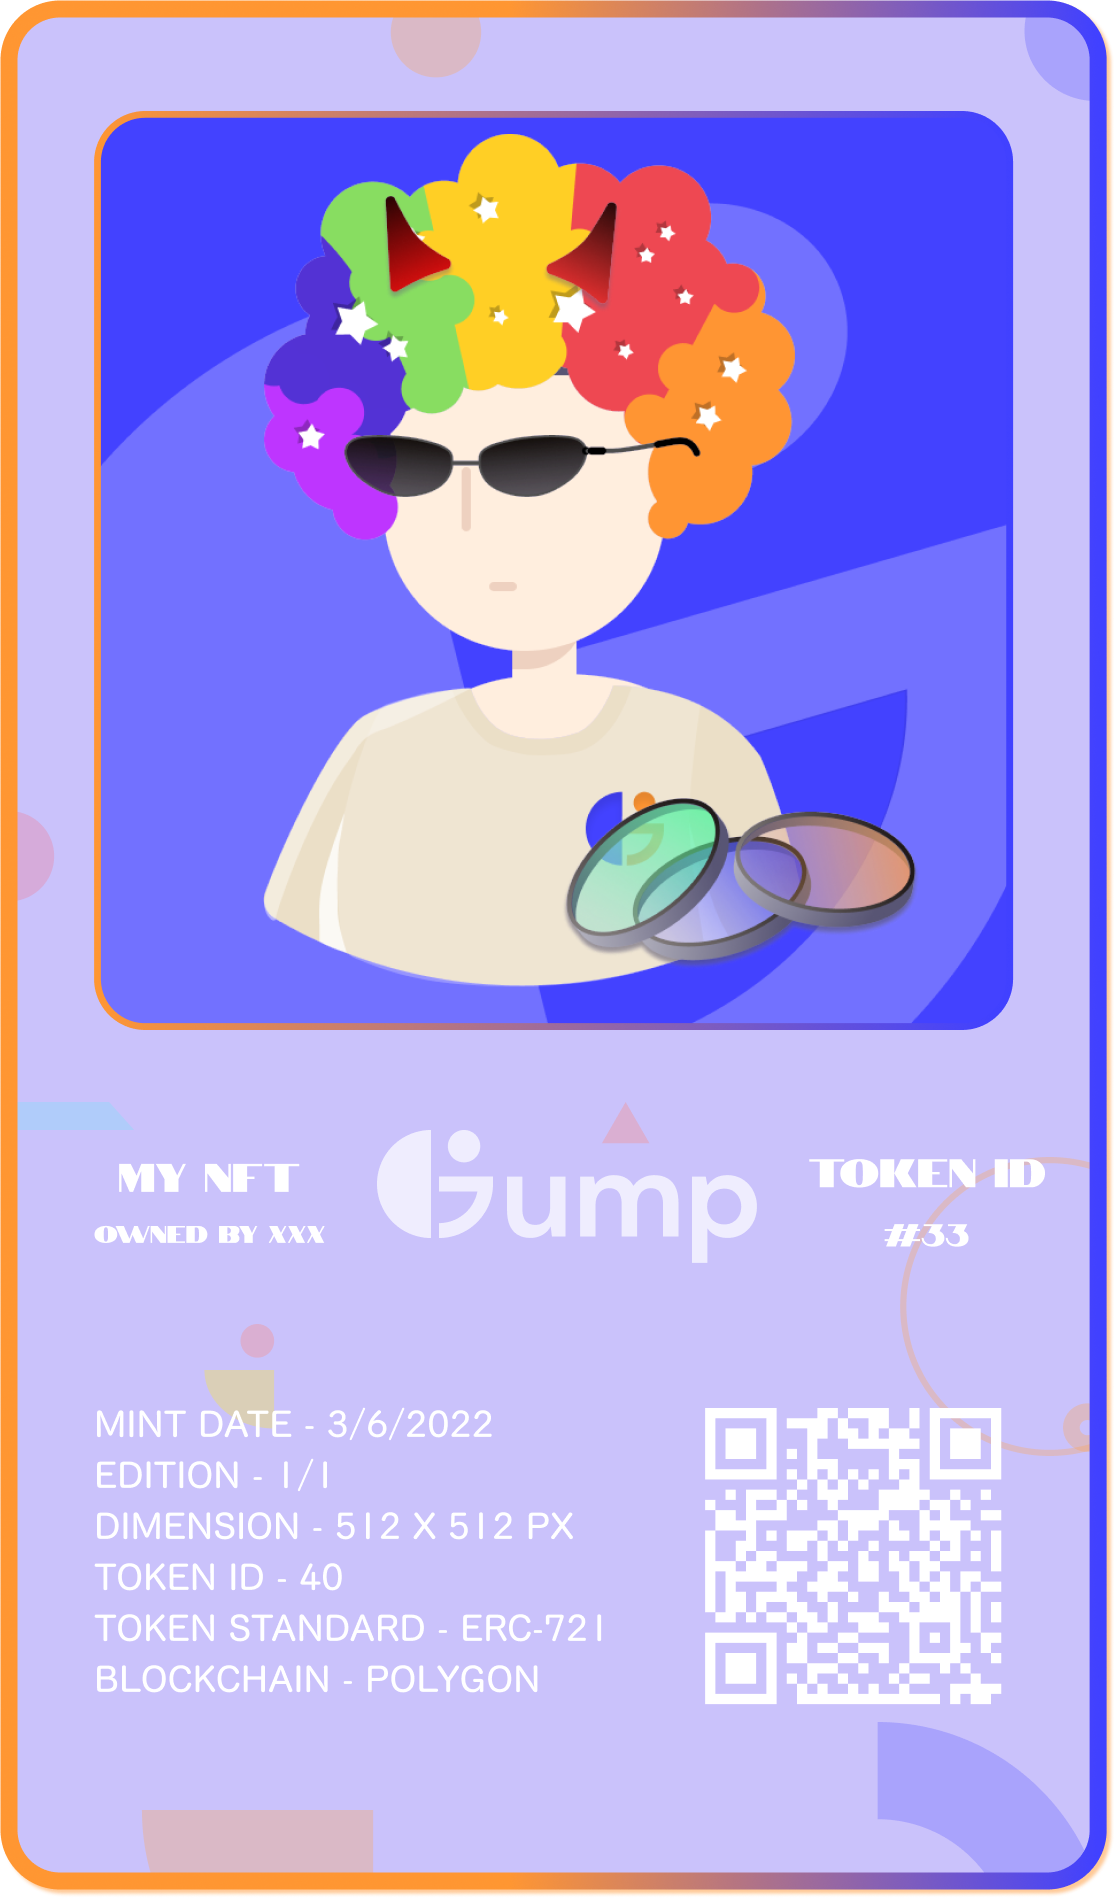 MY NFT
OWNED BY XXX
Gump
TOKEN ID
#33
MINT DATE - 3/6/2022
EDITION - 1/1
DIMENSION - 512 X 512 PX
TOKEN ID - 40
TOKEN STANDARD - ERC-721
BLOCKCHAIN - POLYGON